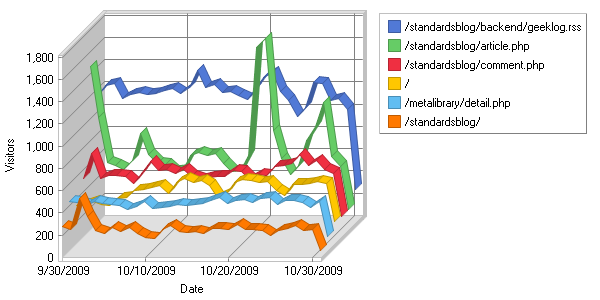 1,800
1,600
1,400
1,200
1,000
800
600
400
200
0
Visitors
9/30/2009
10/10/2009
10/20/2009
10/30/2009
Date
/standardsblog/backend/geeklog.rss
/standardsblog/article.php
/standardsblog/comment.php
/
/metalibrary/detail.php
/standardsblog/